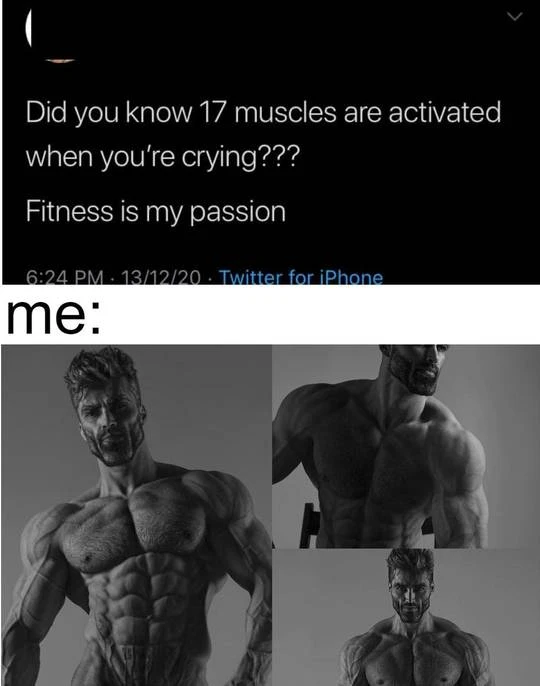 Did you know 17 muscles are activated
when you're crying???
Fitness is my passion
6:24 PM · 13/12/20 · Twitter for iPhone
me: